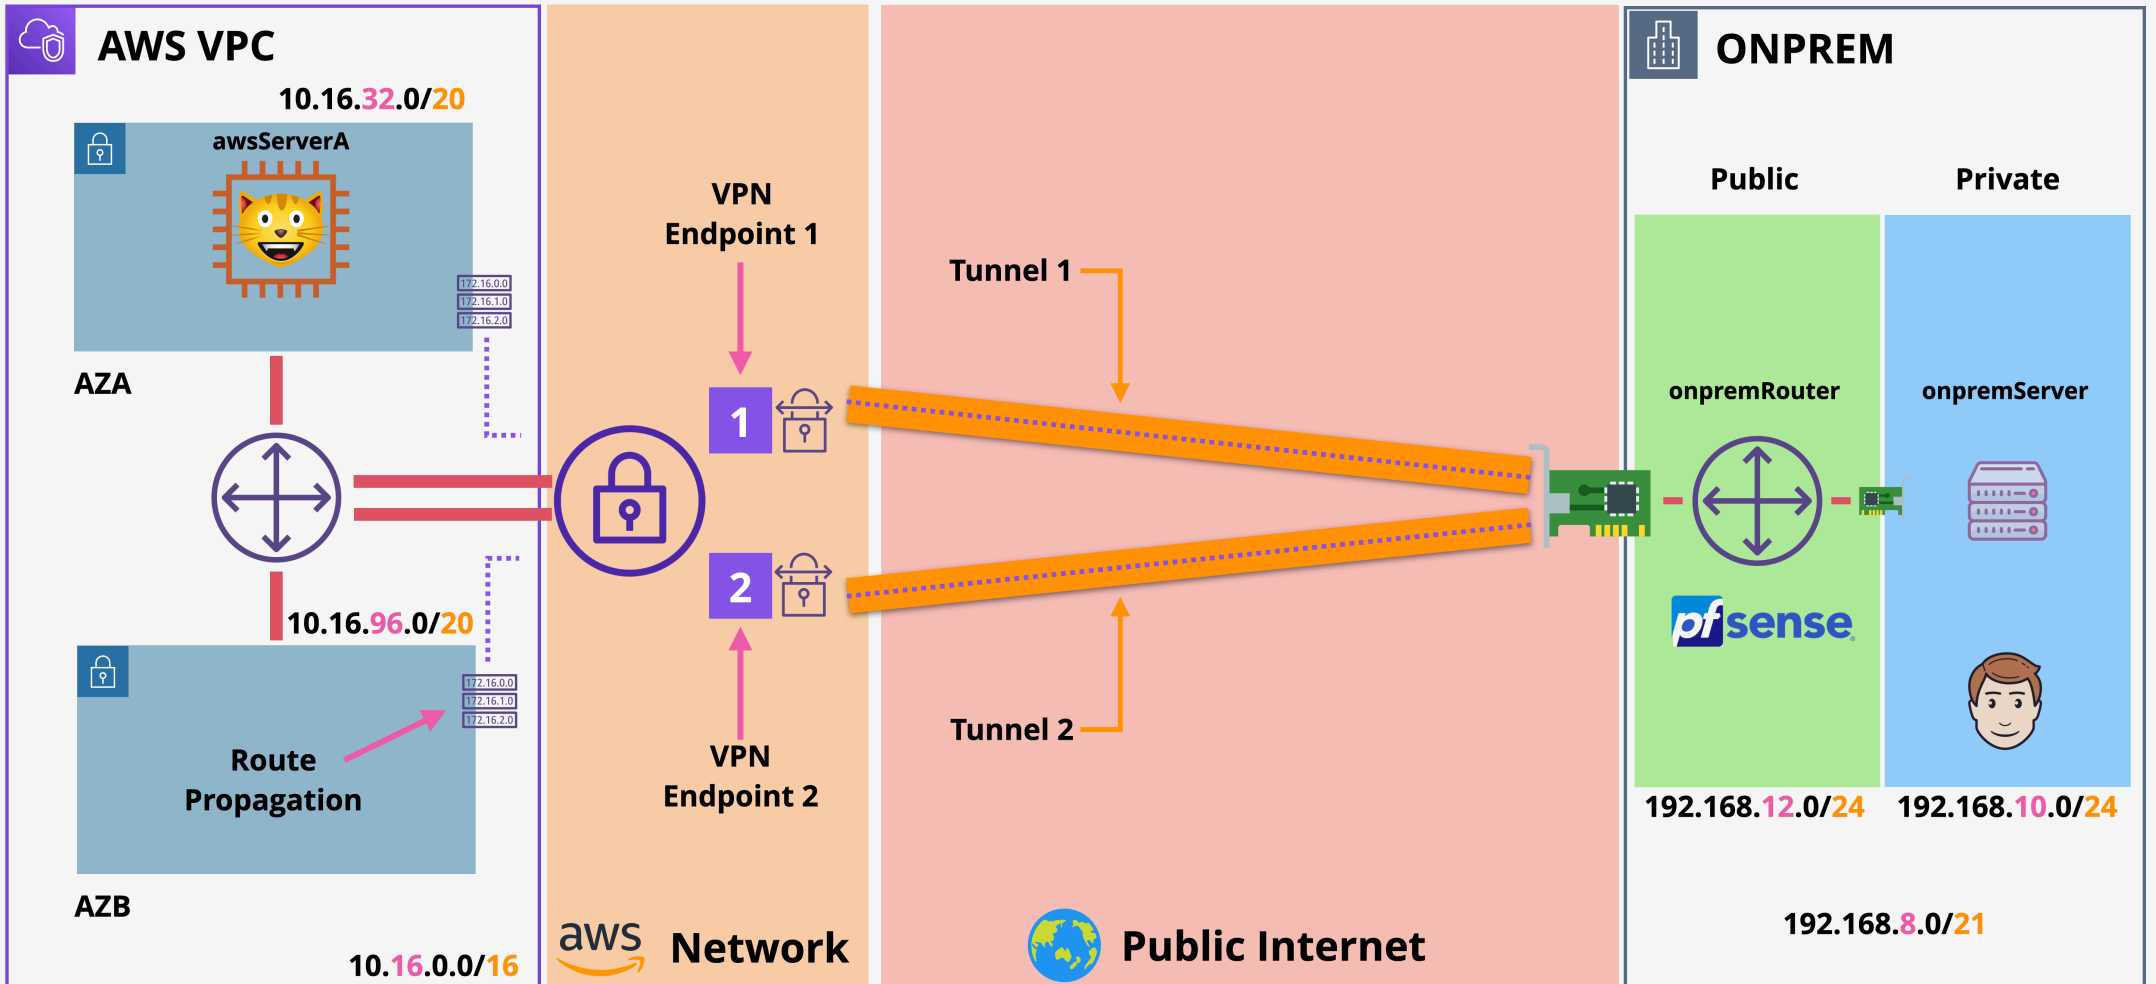 AWS VPC
10.16.32.0/20
awsServerA
172.16.0.0
172.16.1.0
172.16.2.0
AZA
10.16.96.0/20
172.16.0.0
172.16.1.0
172.16.2.0
Route
Propagation
AZB
10.16.0.0/16
VPN
Endpoint 1
1
2
VPN
Endpoint 2
aws
Network
Tunnel 1
Tunnel 2
Public Internet
ONPREM
Public
Private
onpremRouter
onpremServer
pfsense
192.168.12.0/24
192.168.10.0/24
192.168.8.0/21